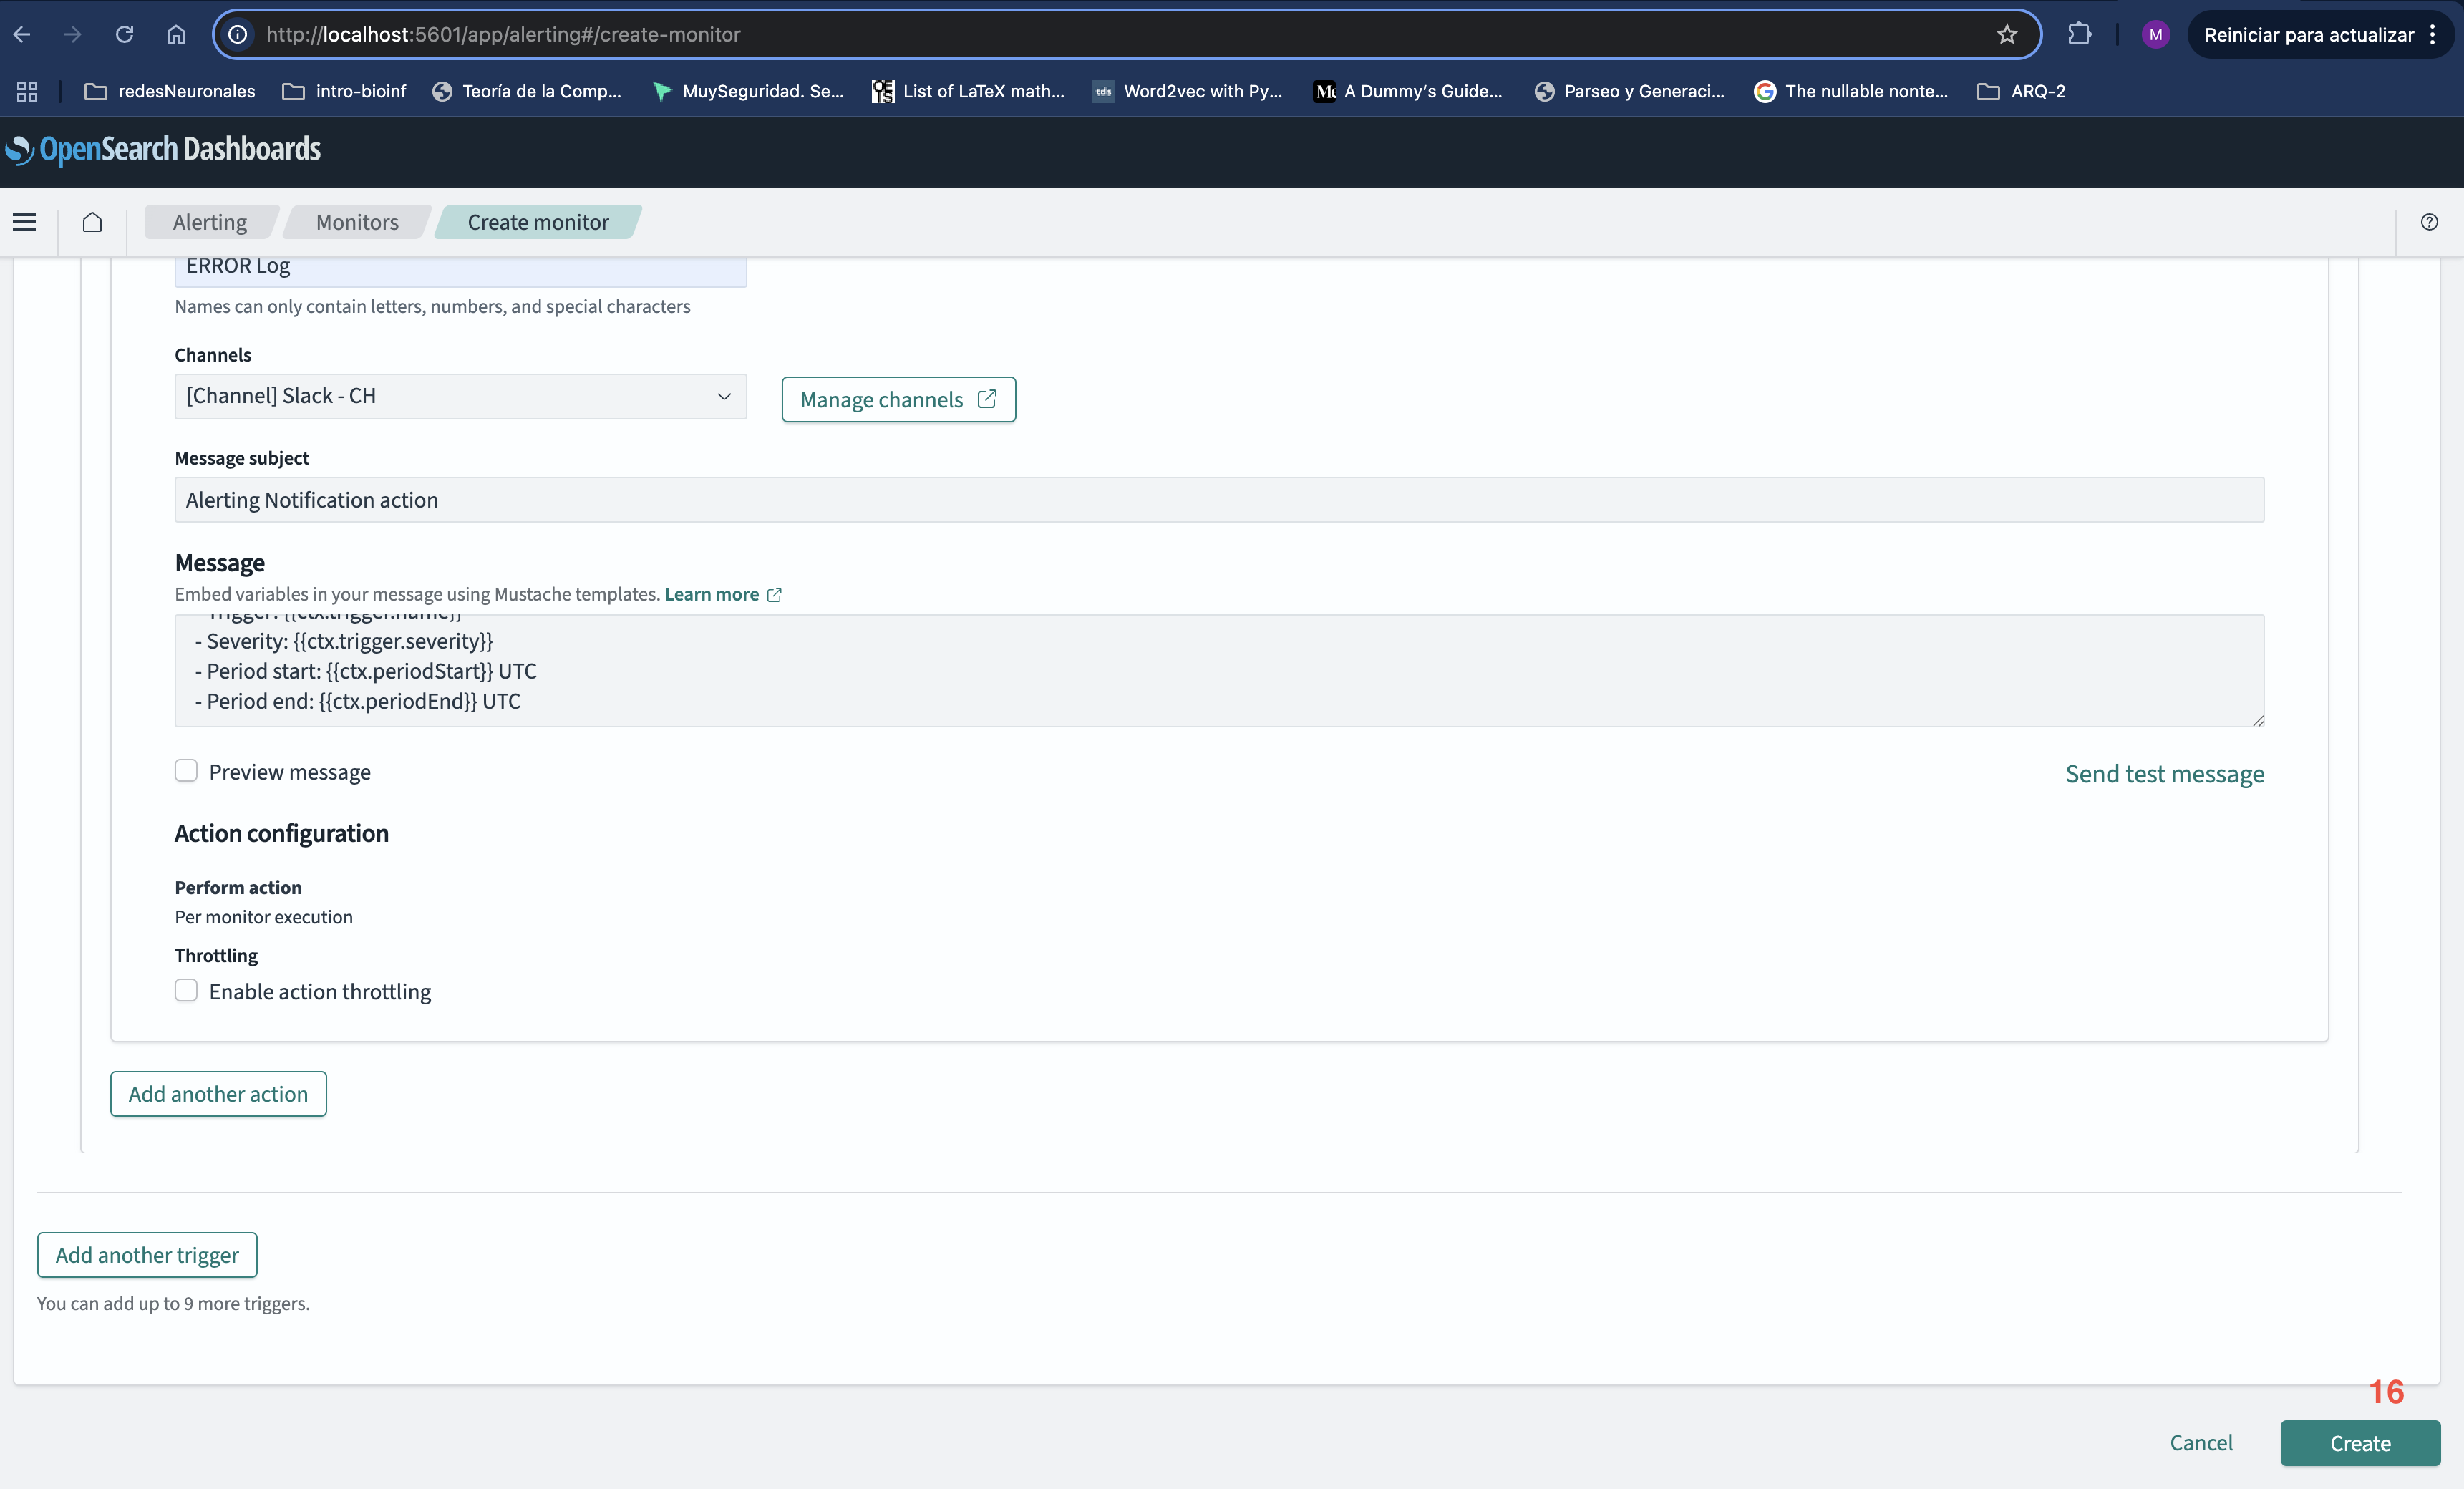 http://localhost:5601/app/alerting#/create-monitor
M
Reiniciar para actualizar
redesNeuronales
intro-bioinf
Teoría de la Comp...
MuySeguridad. Se...
List of LaTeX math...
tds
Word2vec with Py...
A Dummy's Guide...
Parseo y Generaci...
The nullable nonte...
ARQ-2
OpenSearch Dashboards
Alerting
Monitors
Create monitor
ERROR Log
Names can only contain letters, numbers, and special characters
Channels
[Channel] Slack - CH
Manage channels
Message subject
Alerting Notification action
Message
Embed variables in your message using Mustache templates. Learn more
- Trigger: {{ctx.trigger.name}}
- Severity: {{ctx.trigger.severity}}
- Period start: {{ctx.periodStart}} UTC
- Period end: {{ctx.periodEnd}} UTC
Preview message
Send test message
Action configuration
Perform action
Per monitor execution
Throttling
Enable action throttling
Add another action
Add another trigger
You can add up to 9 more triggers.
16
Cancel
Create